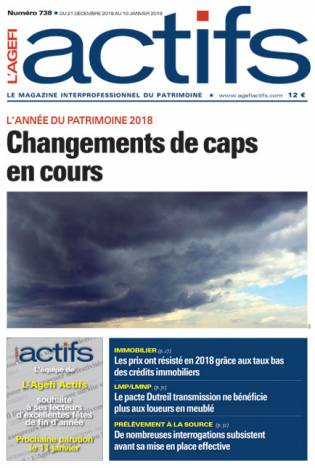 Numéro 738 • DU 21 DÉCEMBRE 2018 AU 10 JANVIER 2019
L'AGEFI
actifs
LE MAGAZINE INTERPROFESSIONNEL DU PATRIMOINE • www.agefiactifs.com 12 €
L'ANNÉE DU PATRIMOINE 2018
Changements de caps
en cours
actifs
L'équipe de
L'Agefi Actifs
souhaite
à ses lecteurs
d'excellentes fêtes
de fin d'année
Prochaine parution
le 11 janvier
IMMOBILIER
Les prix ont résisté en 2018 grâce aux taux bas
des crédits immobiliers
LMP/LMNP
Le pacte Dutreil transmission ne bénéficie
plus aux loueurs en meublé
PRÉLÈVEMENT À LA SOURCE
De nombreuses interrogations subsistent
avant sa mise en place effective